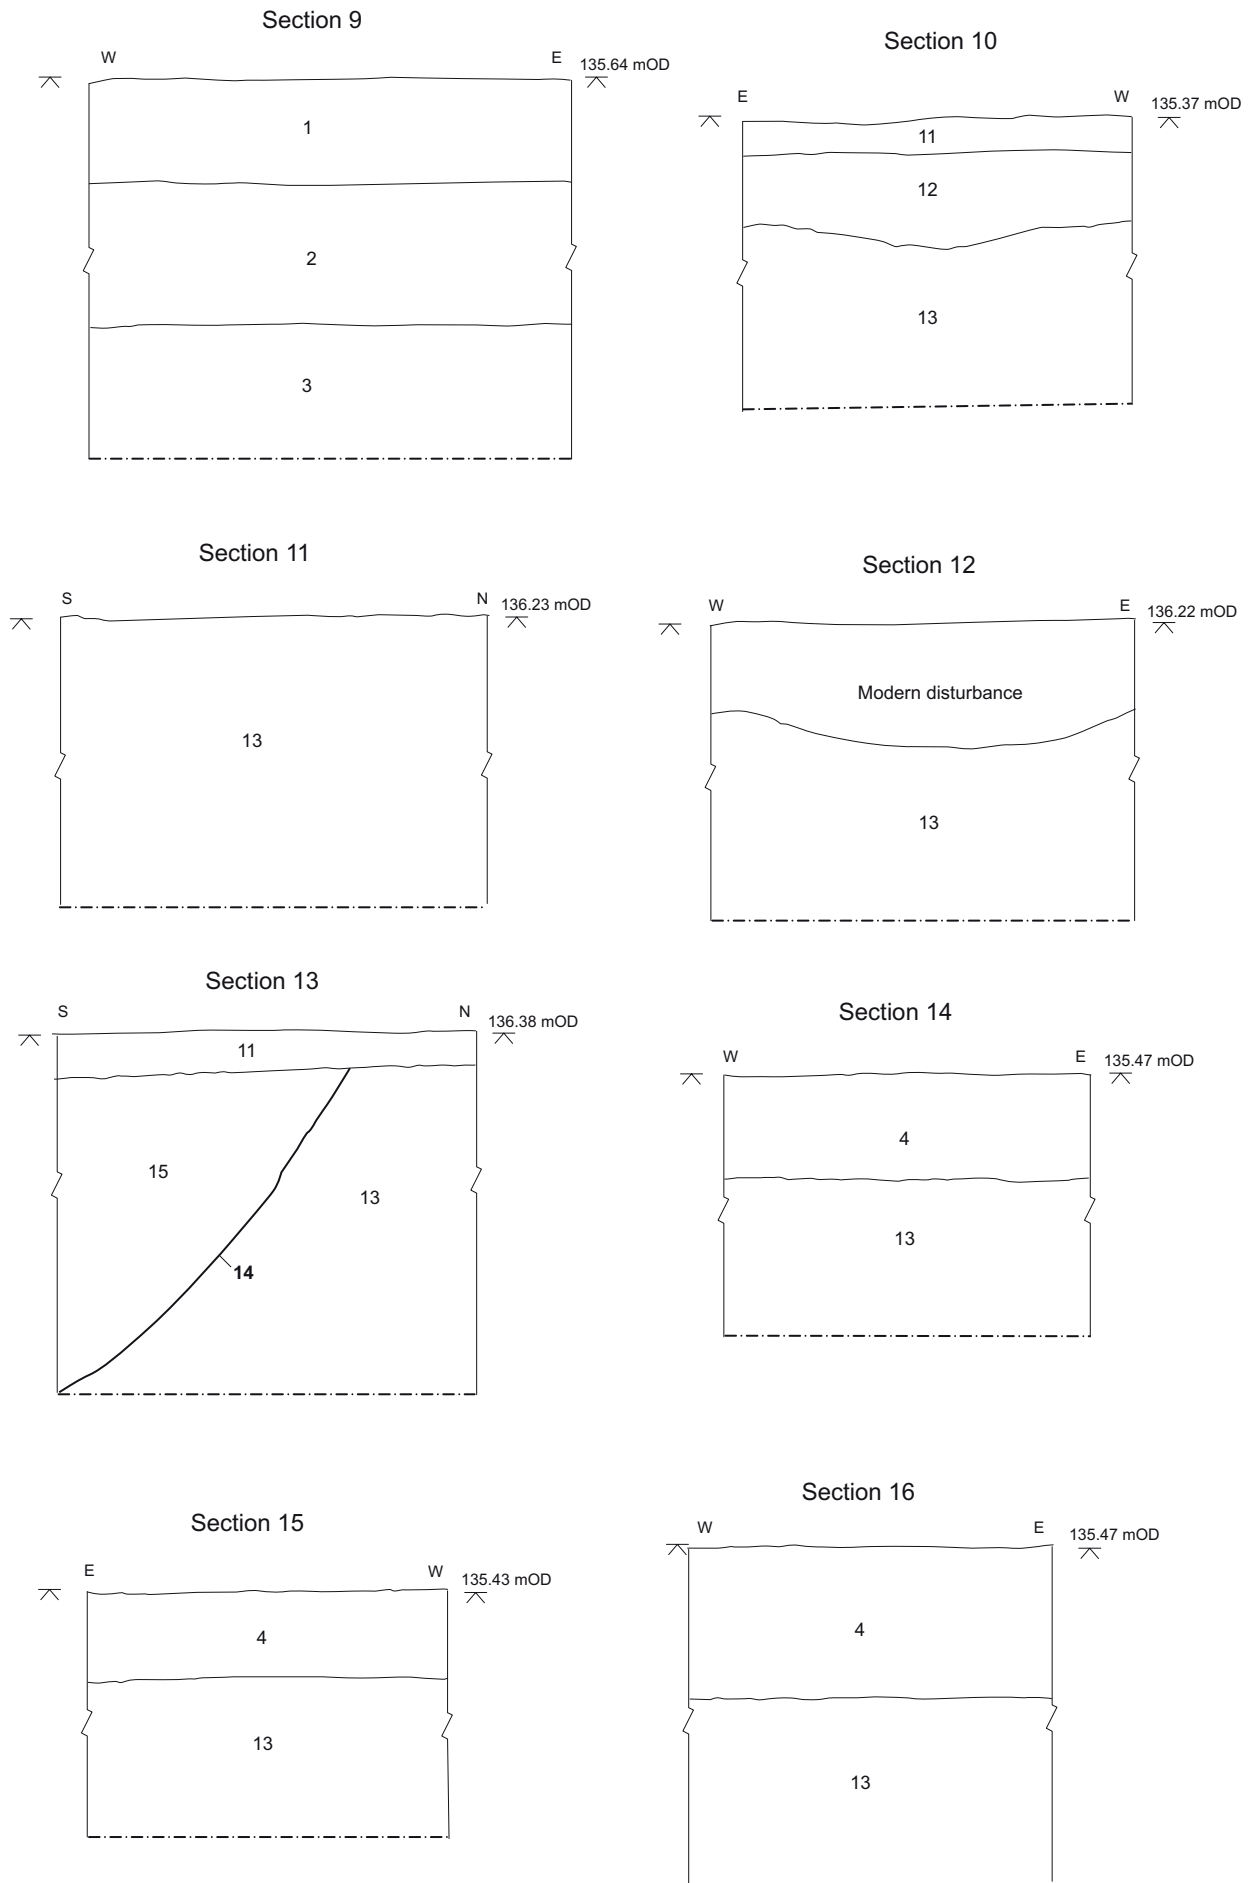 Section 9
W
E
135.64 mOD
1
2
3
Section 10
E
W
135.37 mOD
11
12
13
Section 11
S
N
136.23 mOD
13
Section 12
W
E
136.22 mOD
Modern disturbance
13
Section 13
S
N
136.38 mOD
11
15
13
14
Section 14
W
E
135.47 mOD
4
13
Section 15
E
W
135.43 mOD
4
13
Section 16
W
E
135.47 mOD
4
13